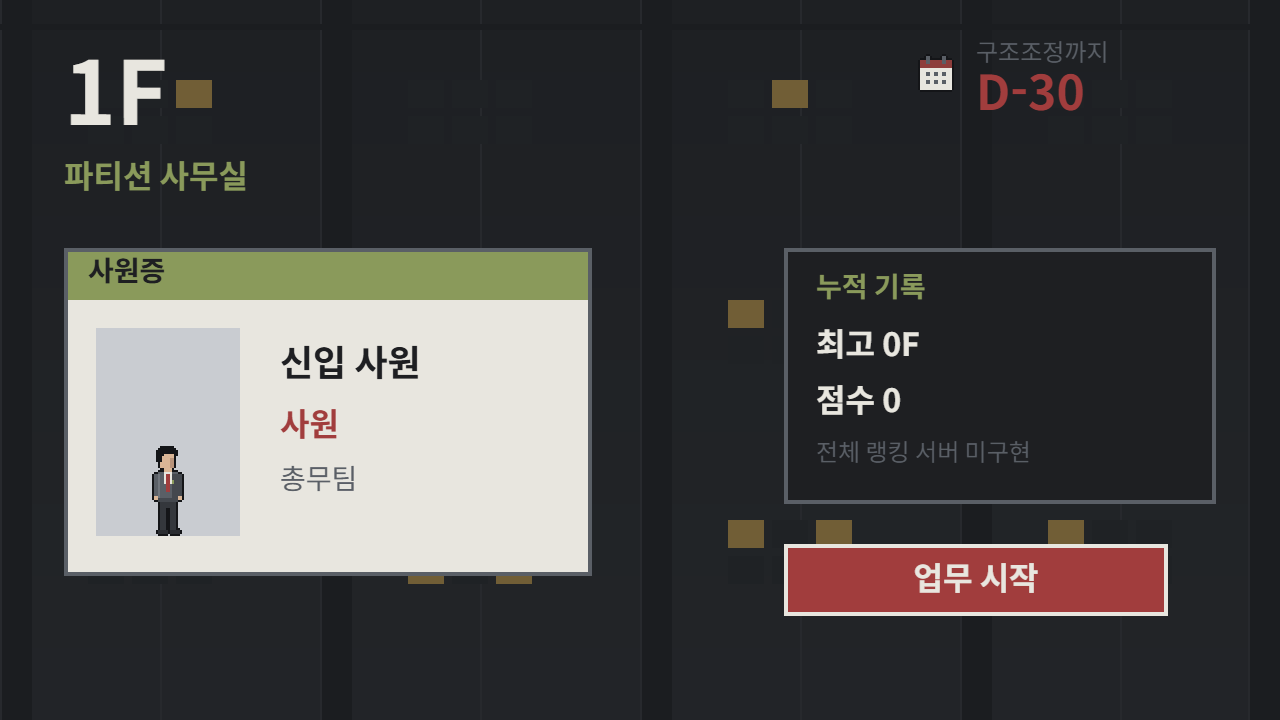 1F
구조조정까지
D-30
파티션 사무실
사원증
신입 사원
사원
총무팀
누적 기록
최고 0F
점수 0
전체 랭킹 서버 미구현
업무 시작